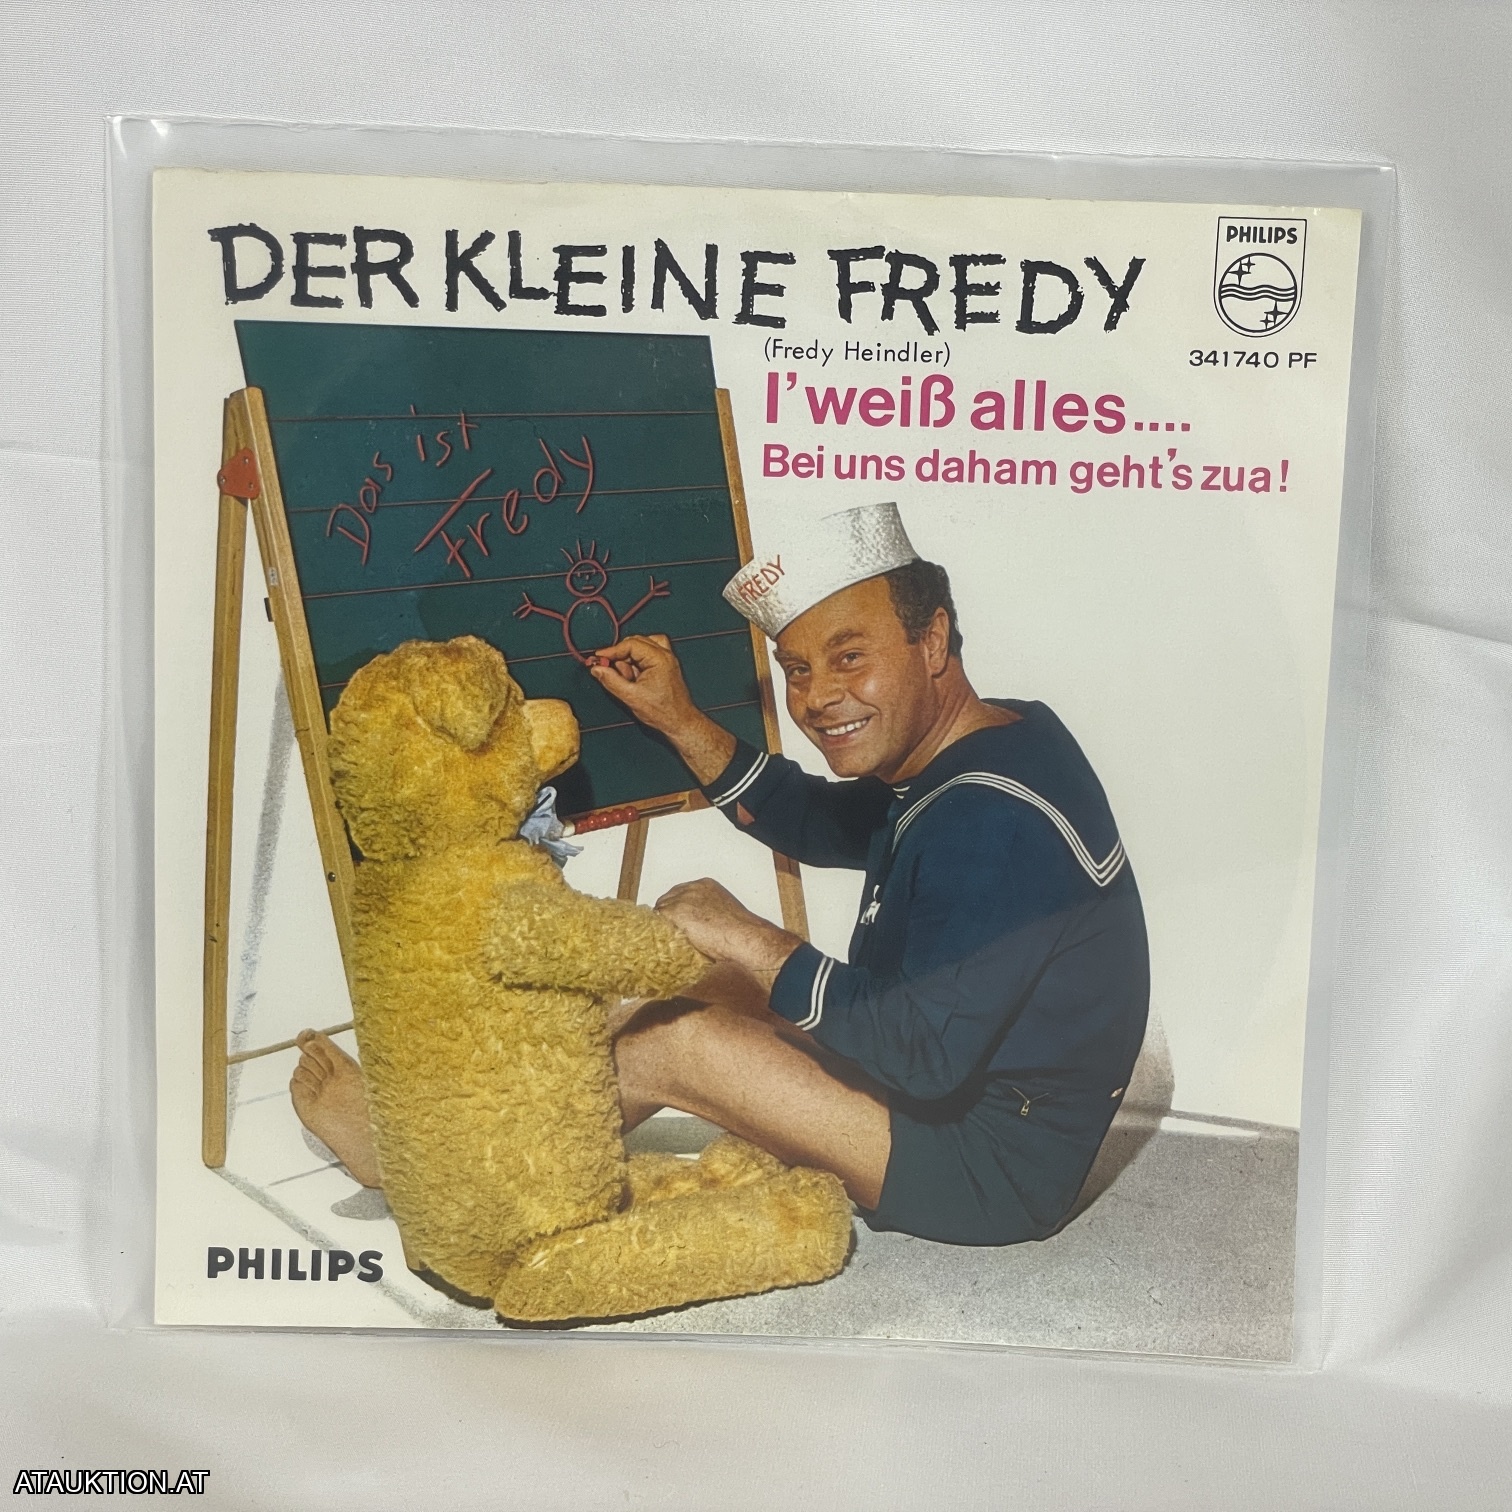 DER KLEINE FREDY
PHILIPS
(Fredy Heindler)
341740 PF
I' weiß alles....
Bei uns daham geht's zua!
Das ist
Fredy
FREDY
PHILIPS
ATAUKTION.AT